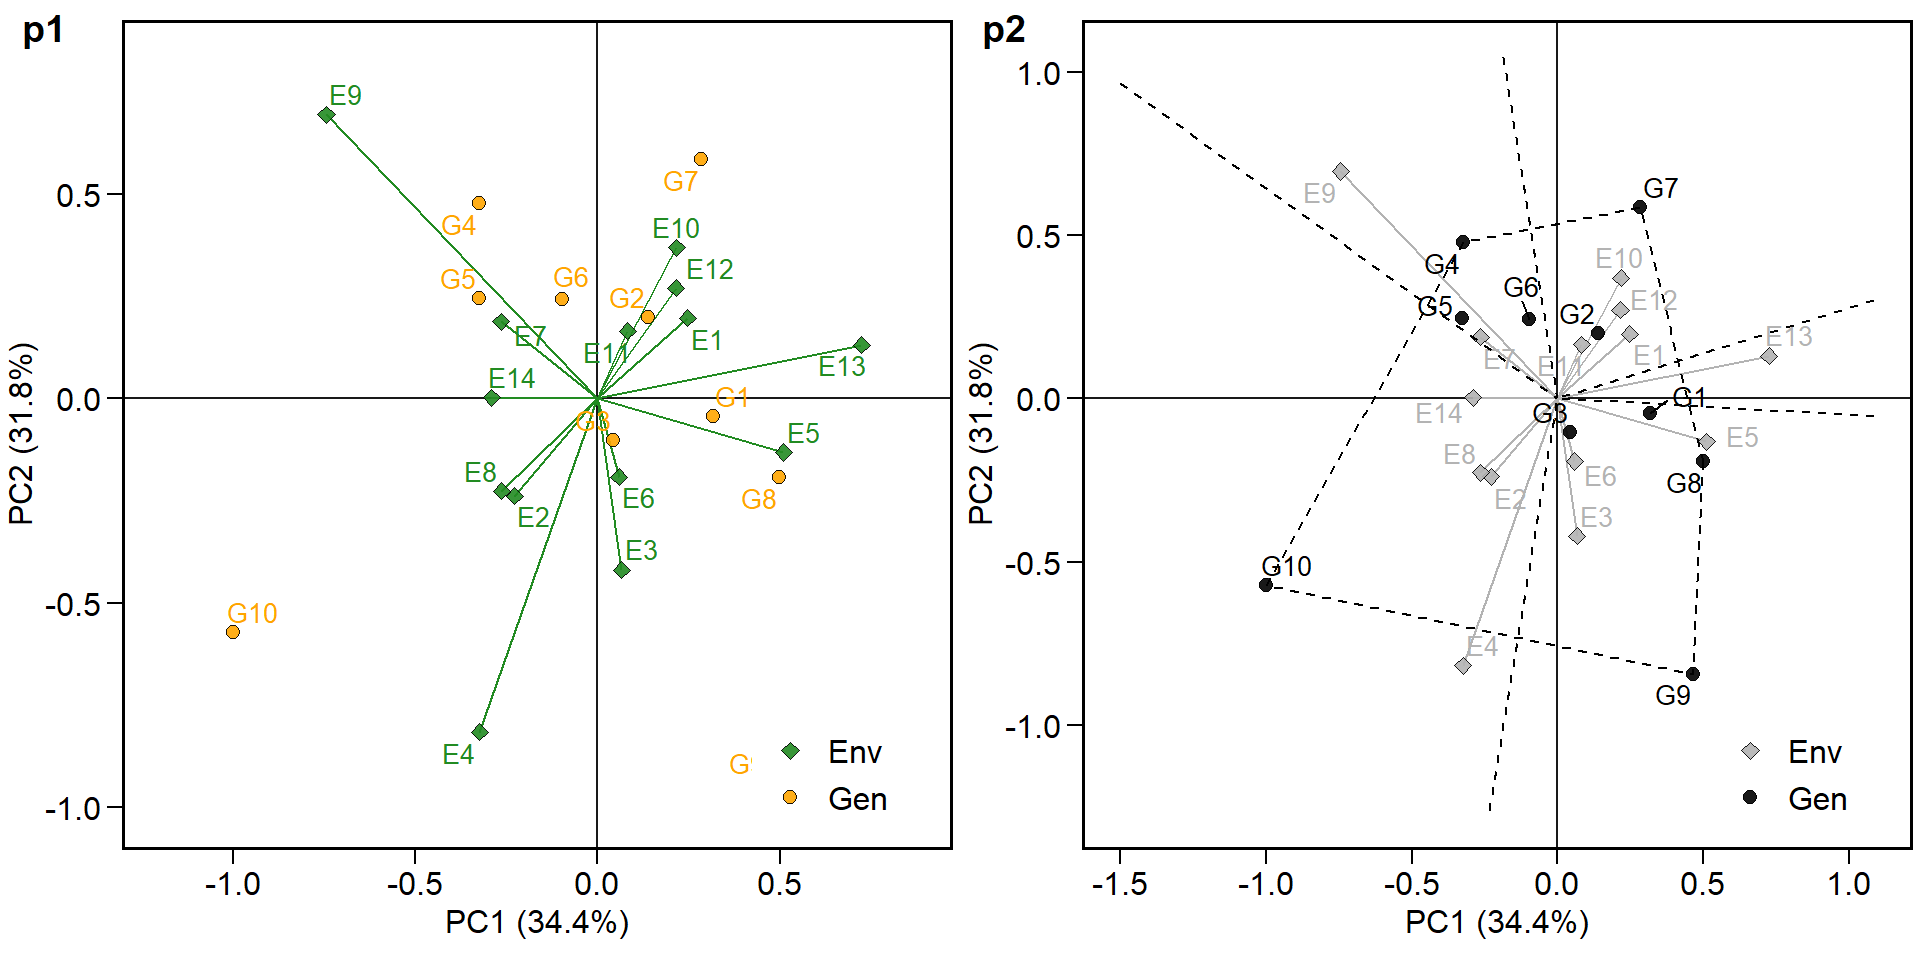 p1
E9
G7
G4
E10
E12
G5
G6
G2
E7
E11
E1
E13
E14
G3
G1
E5
E8
E6
G8
E2
E3
G10
E4
G
Env
Gen
0.5
0.0
-0.5
-1.0
-1.0
-0.5
0.0
0.5
PC1 (34.4%)
PC2 (31.8%)
p2
E9
G7
G4
E10
G5
G6
G2
E12
E7
E11
E1
E13
E14
G3
G1
E5
E8
E6
G8
E2
E3
G10
E4
G9
Env
Gen
1.0
0.5
0.0
-0.5
-1.0
-1.5
-1.0
-0.5
0.0
0.5
1.0
PC1 (34.4%)
PC2 (31.8%)